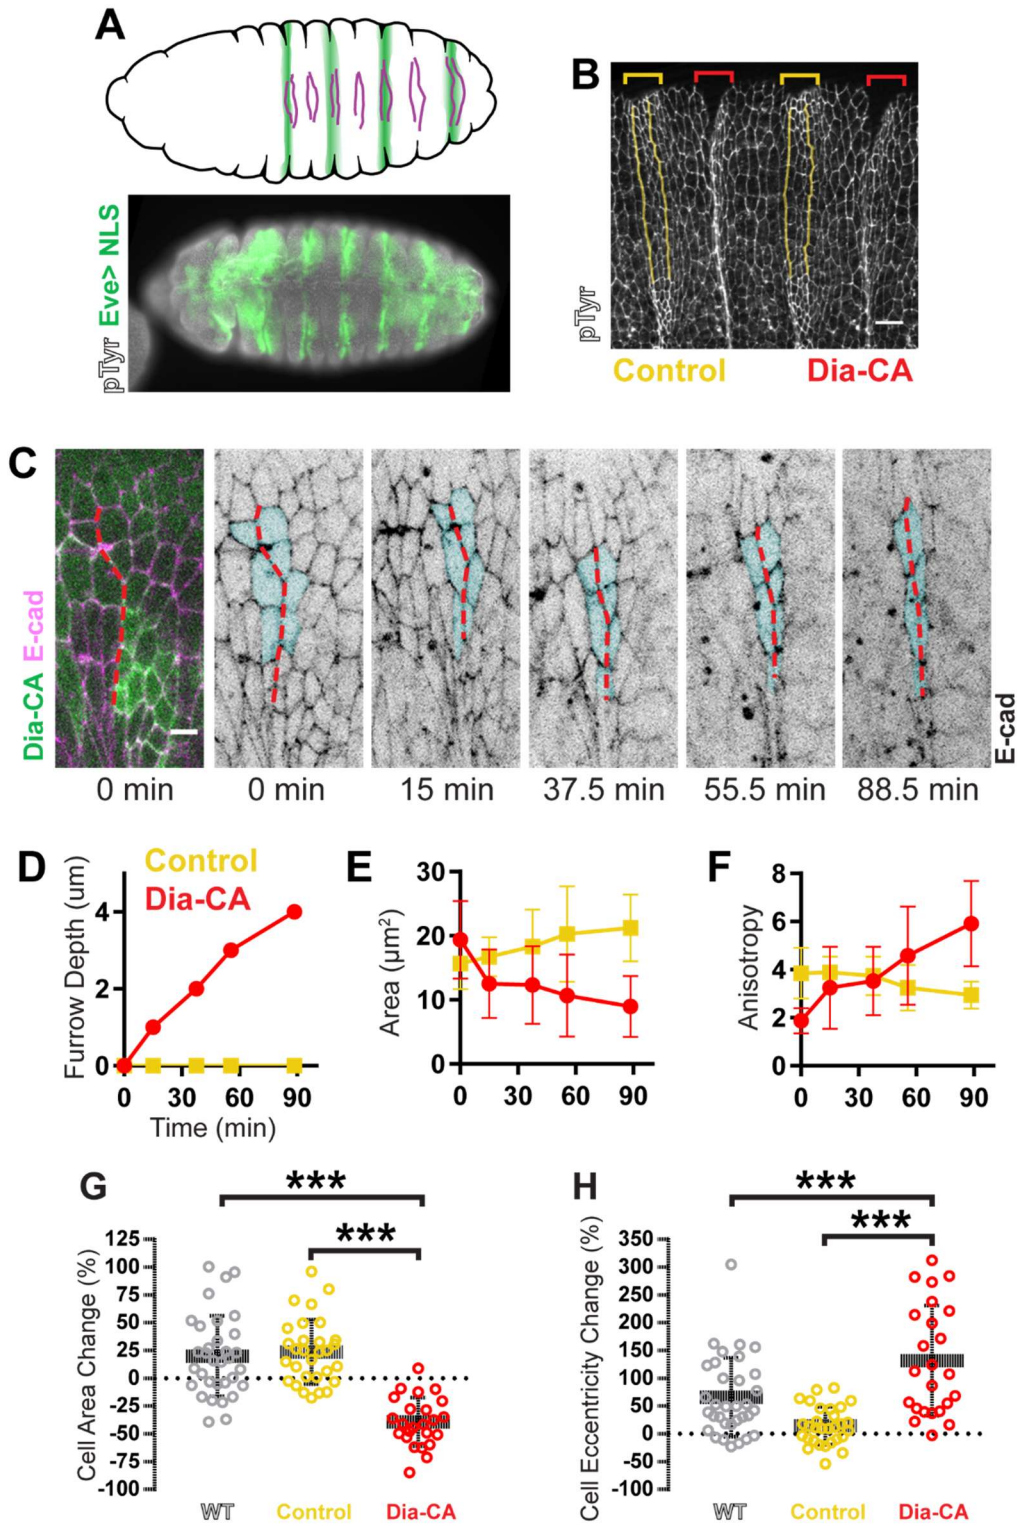 A
pTyr Eve> NLS
B
pTyr
Control Dia-CA
C
Dia-CA E-cad
E-cad
0 min 0 min 15 min 37.5 min 55.5 min 88.5 min
D
Control
Dia-CA
Furrow Depth (um)
4
2
0
0 30 60 90
Time (min)
E
Area (µm²)
30
20
10
0
0 30 60 90
F
Anisotropy
8
6
4
2
0
0 30 60 90
G
***
***
Cell Area Change (%)
125
100
75
50
25
0
-25
-50
-75
-100
WT Control Dia-CA
H
***
***
Cell Eccentricity Change (%)
350
300
250
200
150
100
50
0
-50
-100
WT Control Dia-CA